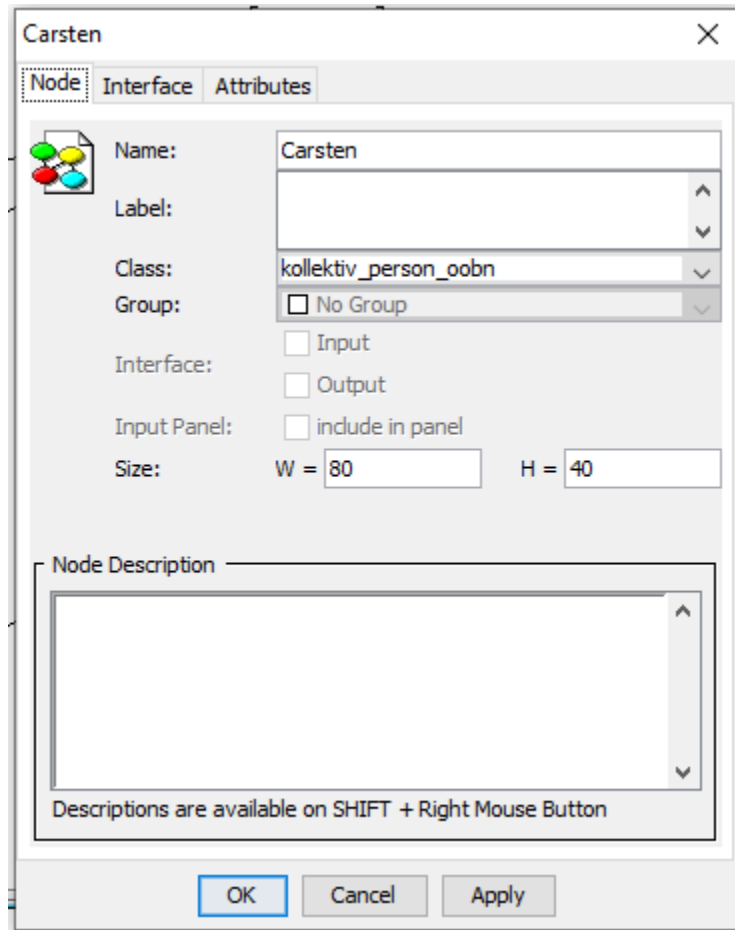 Carsten
Node Interface Attributes
Name: Carsten
Label:
Class: kollektiv_person_oobn
Group: No Group
Interface: Input
Output
Input Panel: include in panel
Size: W = 80 H = 40
Node Description
Descriptions are available on SHIFT + Right Mouse Button
OK Cancel Apply